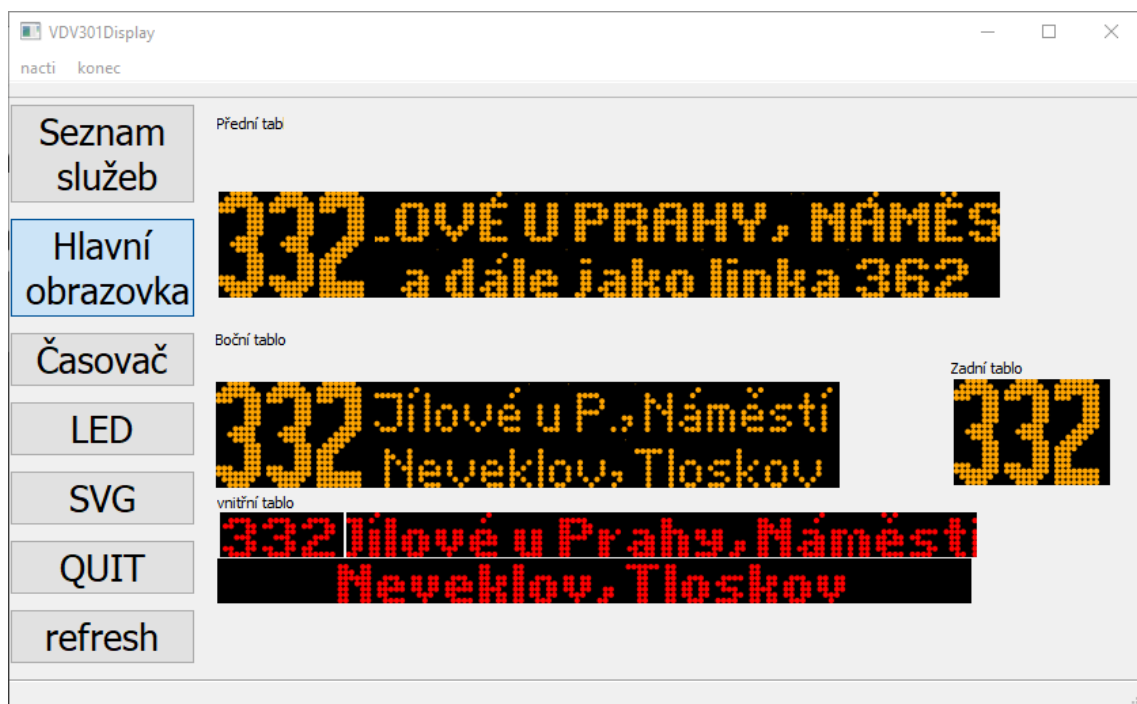 VDV301Display
nacti konec
Seznam
služeb
Hlavní
obrazovka
Časovač
LED
SVG
QUIT
refresh
Přední tabl
332 ..OVÉ U PRAHY, NÁMĚS
a dále jako linka 362
Boční tablo
332 Jílové u P.,Náměstí
Neveklov, Tloskov
Zadní tablo
332
vnitřní tablo
332 Jílové u Prahy,Náměstí
Neveklov, Tloskov